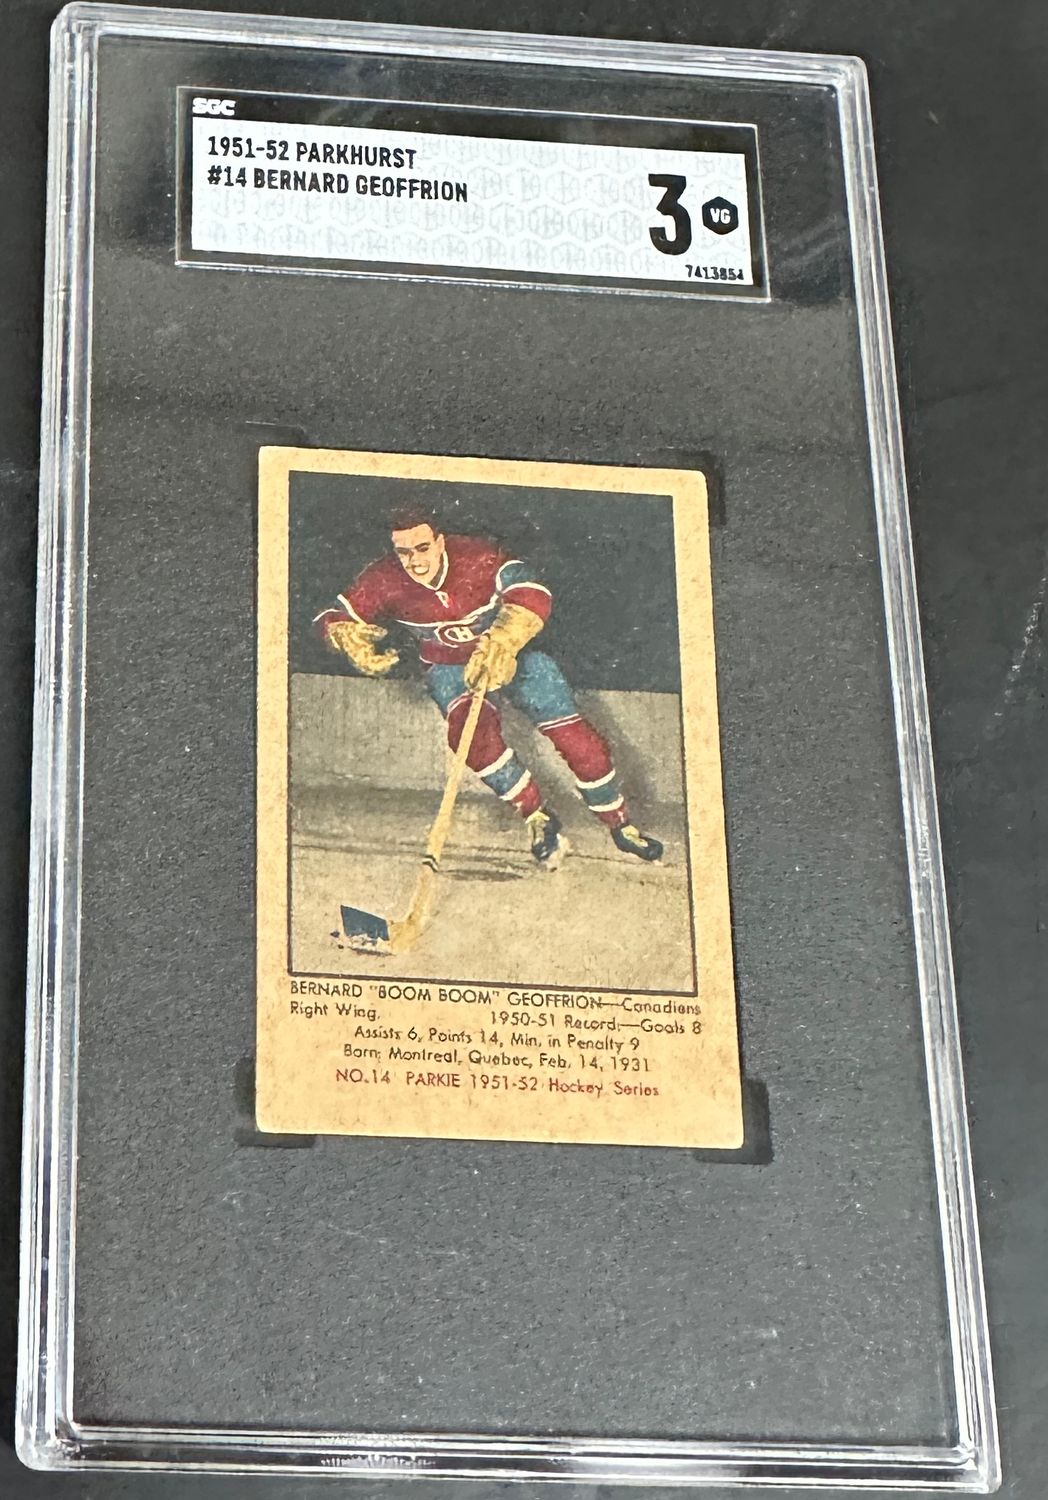 SGC
1951-52 PARKHURST
#14 BERNARD GEOFFRION
3 VG
7413854
BERNARD "BOOM BOOM" GEOFFRION—Canadiens
Right Wing. 1950-51 Record:—Goals 8
Assists 6, Points 14, Min. in Penalty 9
Born: Montreal, Quebec, Feb. 14, 1931
NO.14 PARKIE 1951-52 Hockey Series